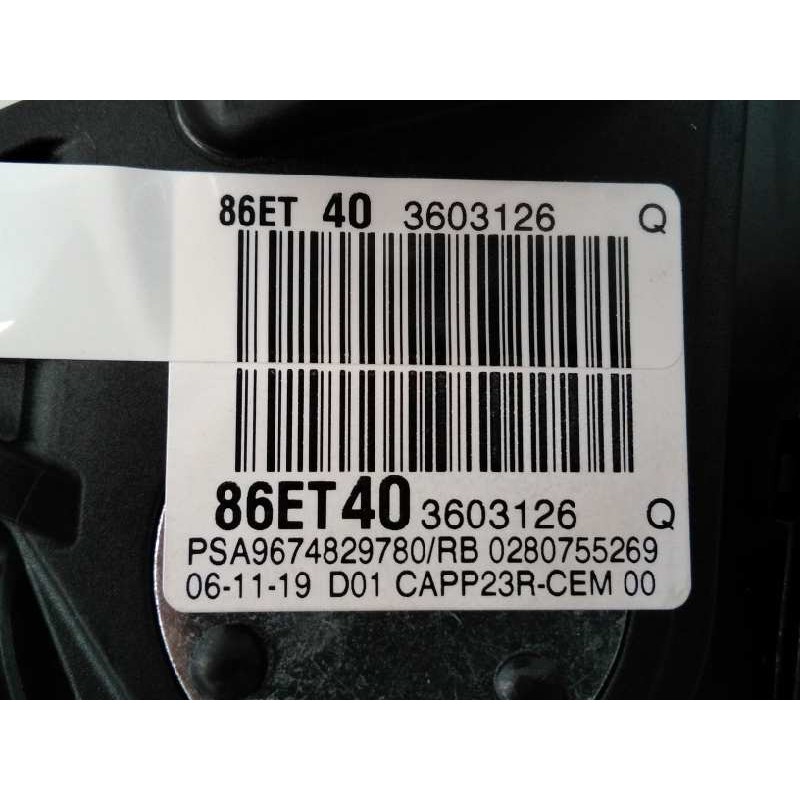 86ET 40 3603126 Q
86ET40 3603126 Q
PSA9674829780/RB 0280755269
06-11-19 D01 CAPP23R-CEM 00